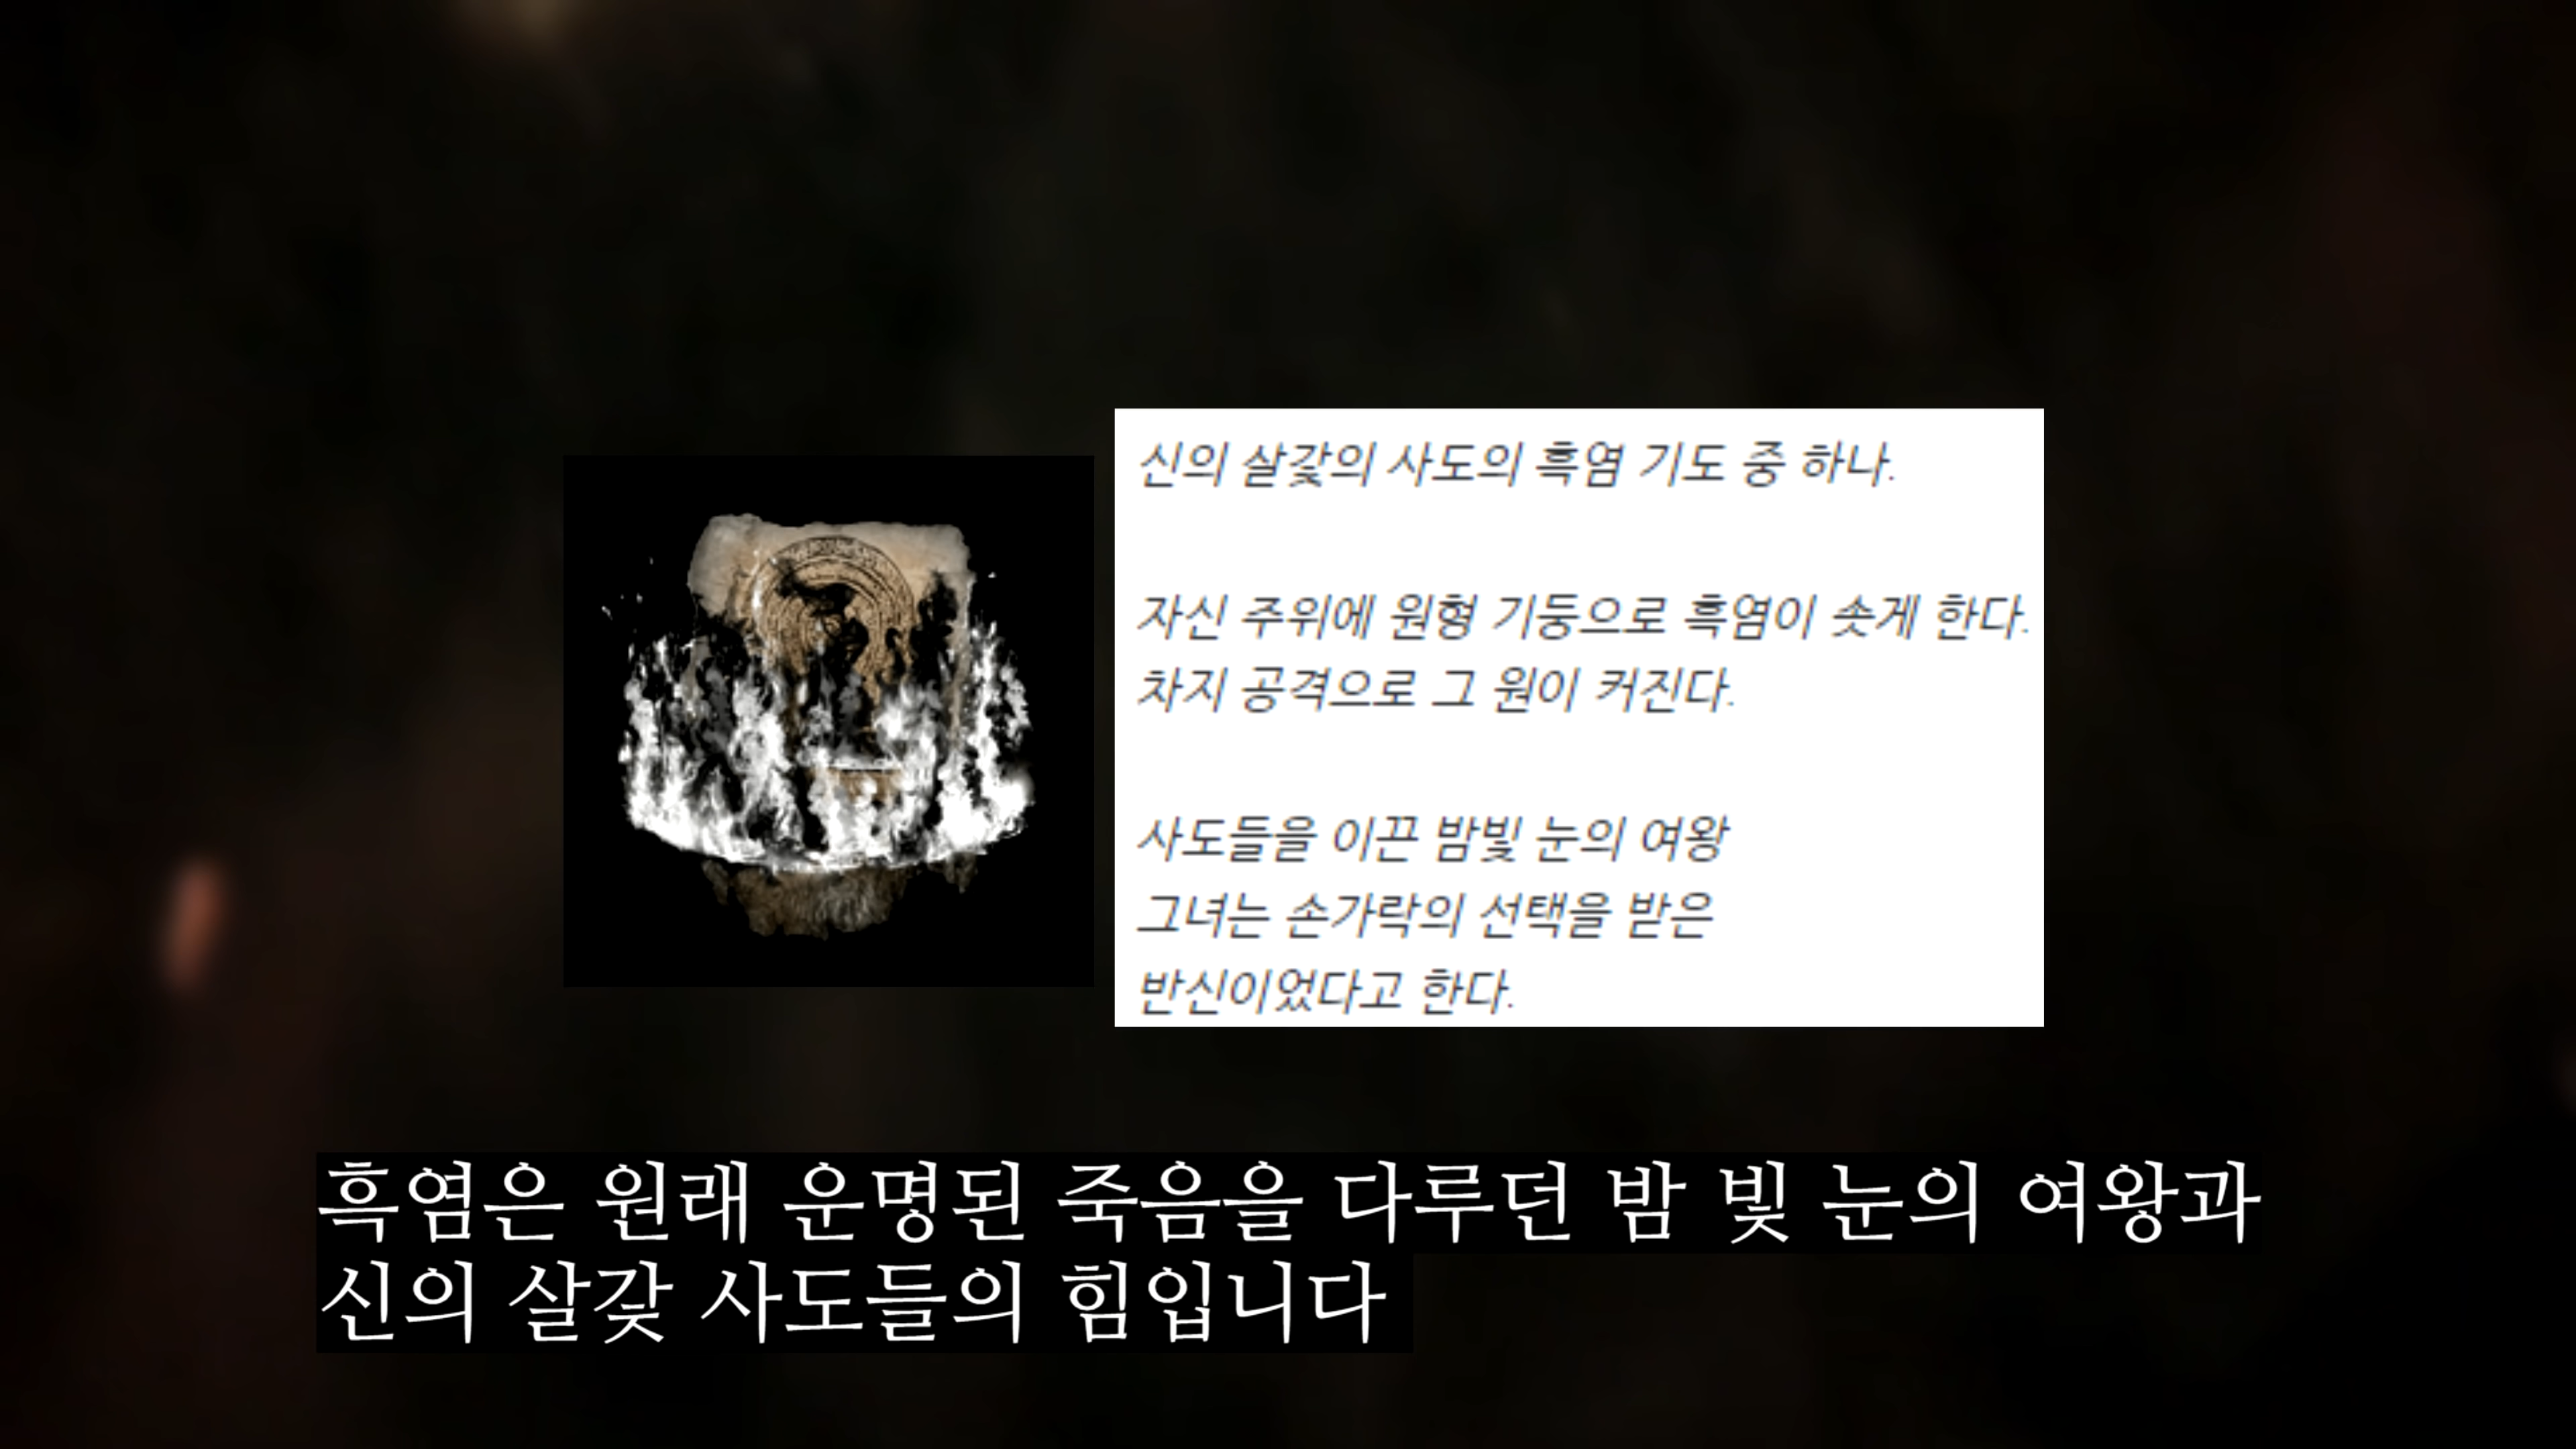 신의 살갗의 사도의 흑염 기도 중 하나.
자신 주위에 원형 기둥으로 흑염이 솟게 한다.
차지 공격으로 그 원이 커진다.
사도들을 이끈 밤빛 눈의 여왕
그녀는 손가락의 선택을 받은
반신이었다고 한다.
흑염은 원래 운명된 죽음을 다루던 밤 빛 눈의 여왕과
신의 살갗 사도들의 힘입니다